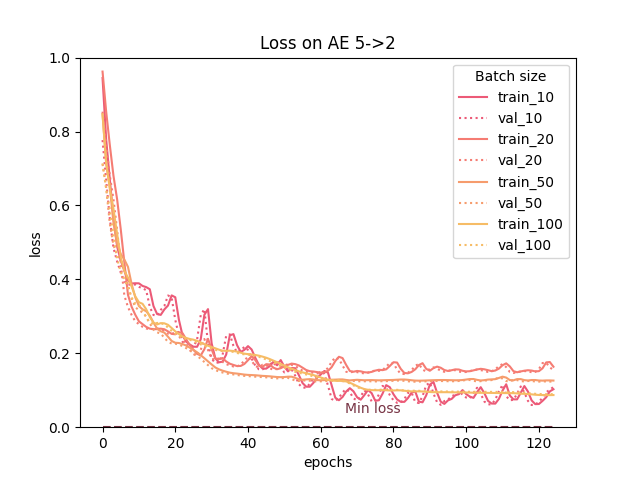 Loss on AE 5->2
1.0
0.8
0.6
0.4
0.2
0.0
loss
Batch size
train_10
val_10
train_20
val_20
train_50
val_50
train_100
val_100
Min loss
0
20
40
60
80
100
120
epochs